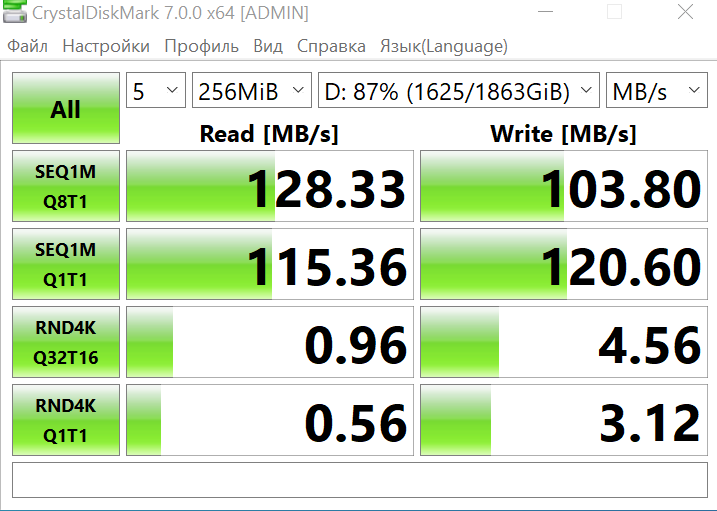 CrystalDiskMark 7.0.0 x64 [ADMIN]
Файл Настройки Профиль Вид Справка Язык(Language)
All 5 256MiB D: 87% (1625/1863GiB) MB/s
Read [MB/s] Write [MB/s]
SEQ1M
Q8T1 128.33 103.80
SEQ1M
Q1T1 115.36 120.60
RND4K
Q32T16 0.96 4.56
RND4K
Q1T1 0.56 3.12